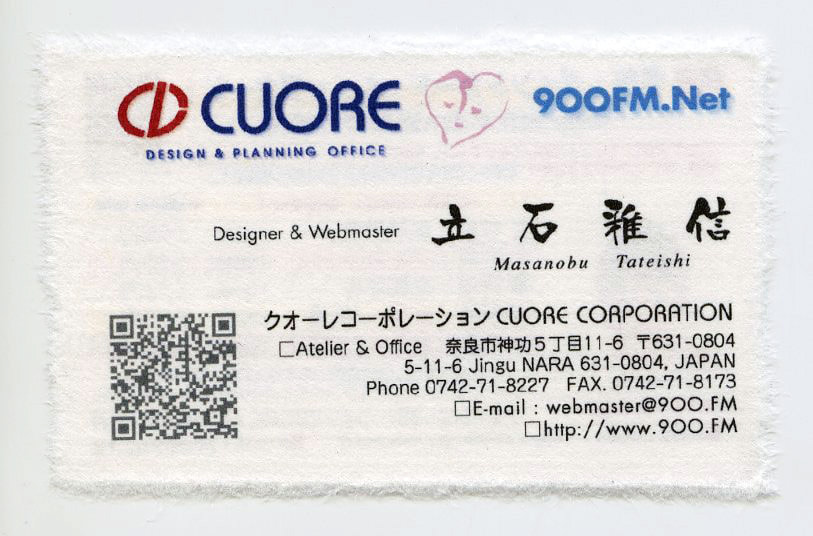 CUORE
DESIGN & PLANNING OFFICE
900FM.Net
Designer & Webmaster 立石雅信
Masanobu Tateishi
クオーレコーポレーション CUORE CORPORATION
□Atelier & Office 奈良市神功5丁目11-6 〒631-0804
5-11-6 Jingu NARA 631-0804, JAPAN
Phone 0742-71-8227 FAX. 0742-71-8173
□E-mail : webmaster@900.FM
□http://www.900.FM